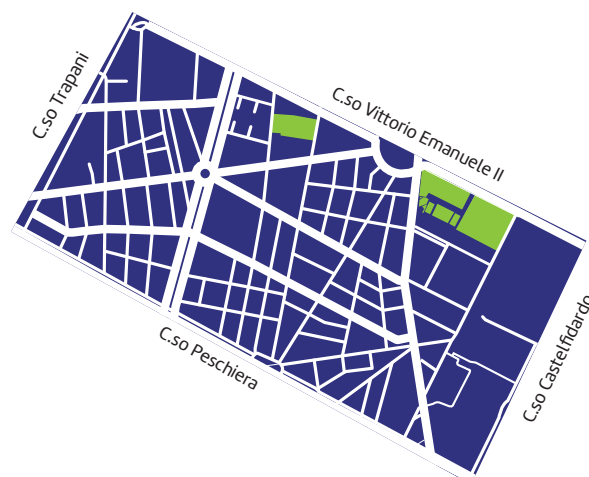 C.so Trapani
C.so Vittorio Emanuele II
C.so Peschiera
C.so Castelfidardo